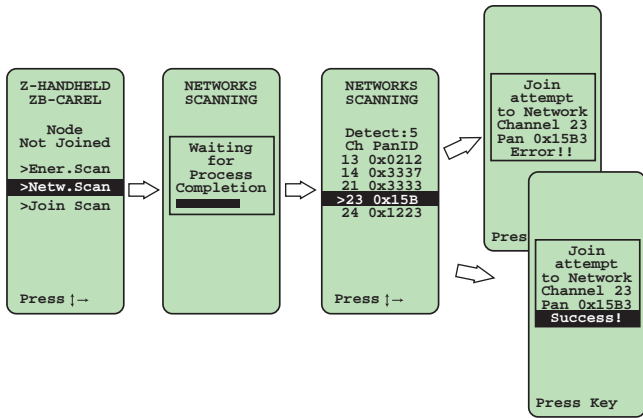 Z-HANDHELD
ZB-CAREL
Node
Not Joined
>Ener.Scan
>Netw.Scan
>Join Scan
Press ↕→
NETWORKS
SCANNING
Waiting
for
Process
Completion
NETWORKS
SCANNING
Detect:5
Ch PanID
13 0x0212
14 0x3337
21 0x3333
>23 0x15B
24 0x1223
Press ↕→
Join
attempt
to Network
Channel 23
Pan 0x15B3
Error!!
Pres
Join
attempt
to Network
Channel 23
Pan 0x15B3
Success!
Press Key